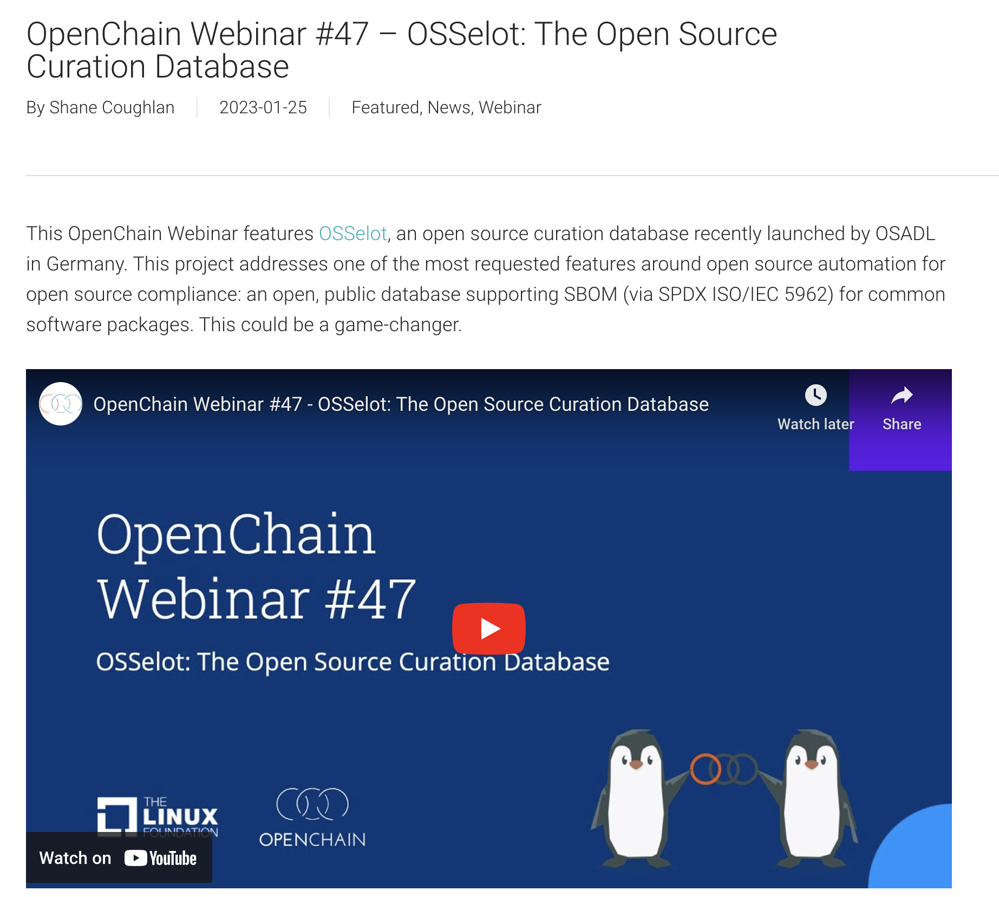 OpenChain Webinar #47 – OSSelot: The Open Source
Curation Database
By Shane Coughlan
2023-01-25
Featured, News, Webinar
This OpenChain Webinar features OSSelot, an open source curation database recently launched by OSADL
in Germany. This project addresses one of the most requested features around open source automation for
open source compliance: an open, public database supporting SBOM (via SPDX ISO/IEC 5962) for common
software packages. This could be a game-changer.
OpenChain Webinar #47 - OSSelot: The Open Source Curation Database
Watch later
Share
OpenChain
Webinar #47
OSSelot: The Open Source Curation Database
THE
LINUX
FOUNDATION
OPENCHAIN
Watch on YouTube